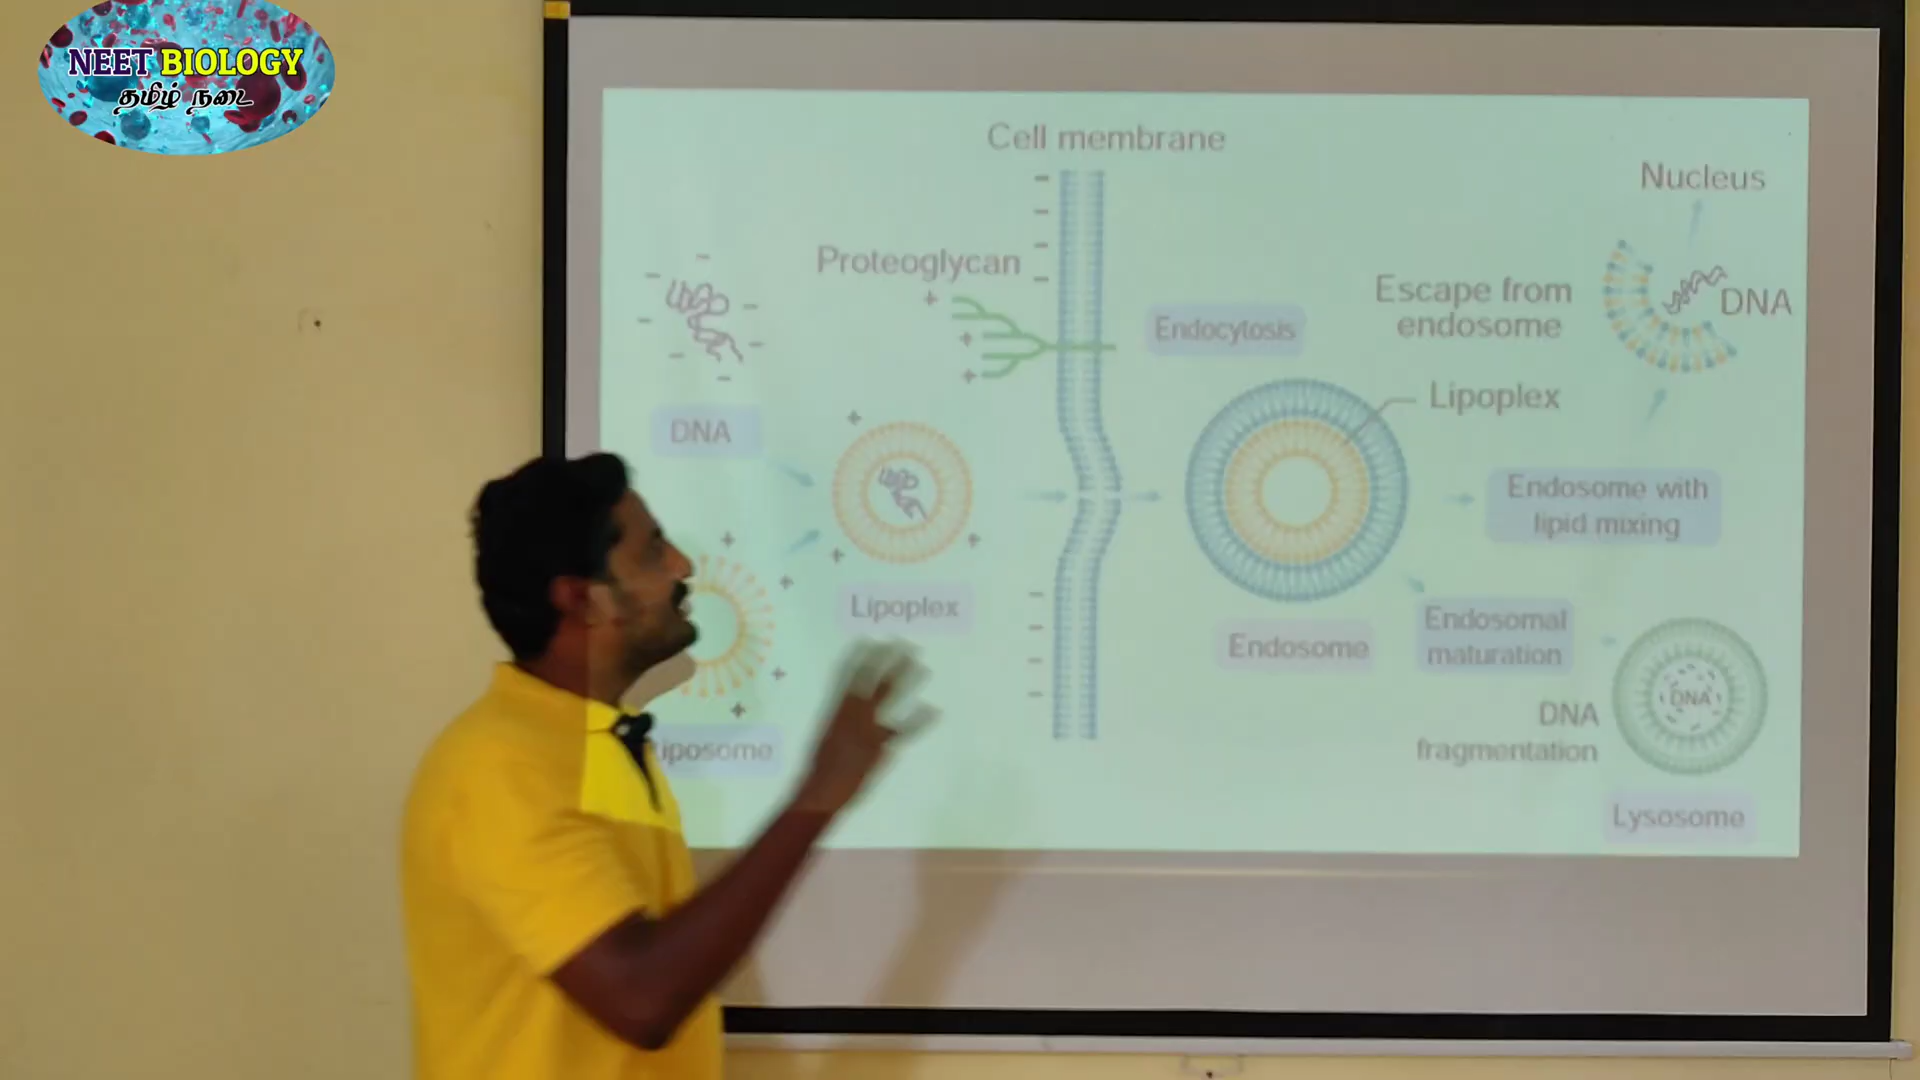 NEET BIOLOGY
தமிழ் நடை
Cell membrane
Nucleus
Proteoglycan
Escape from
endosome
DNA
Endocytosis
Lipoplex
DNA
Endosome with
lipid mixing
Lipoplex
Endosomal
maturation
Endosome
DNA
DNA
fragmentation
iposome
Lysosome